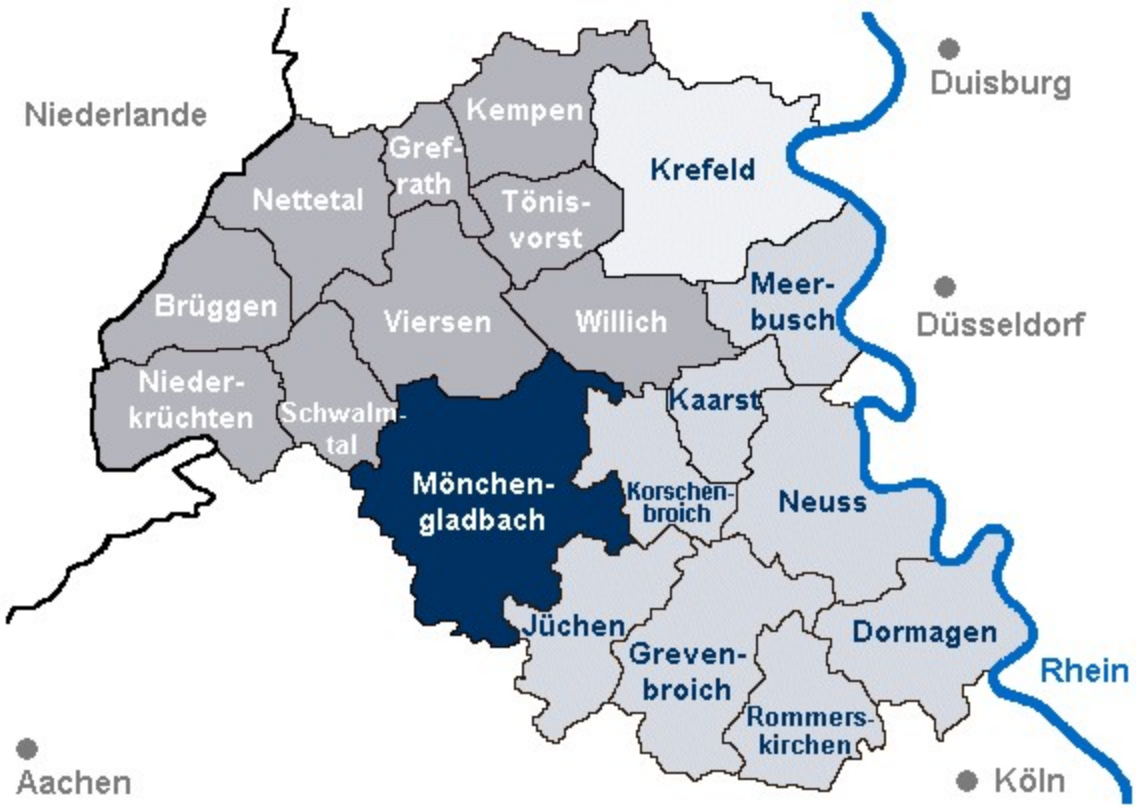 Duisburg
Niederlande
Kempen
Gref-
rath
Krefeld
Nettetal
Tönis-
vorst
Meer-
busch
Brüggen
Viersen
Willich
Düsseldorf
Nieder-
krüchten
Schwalm-
tal
Kaarst
Mönchen-
gladbach
Korschen-
broich
Neuss
Jüchen
Dormagen
Greven-
broich
Rhein
Rommers-
kirchen
Aachen
Köln